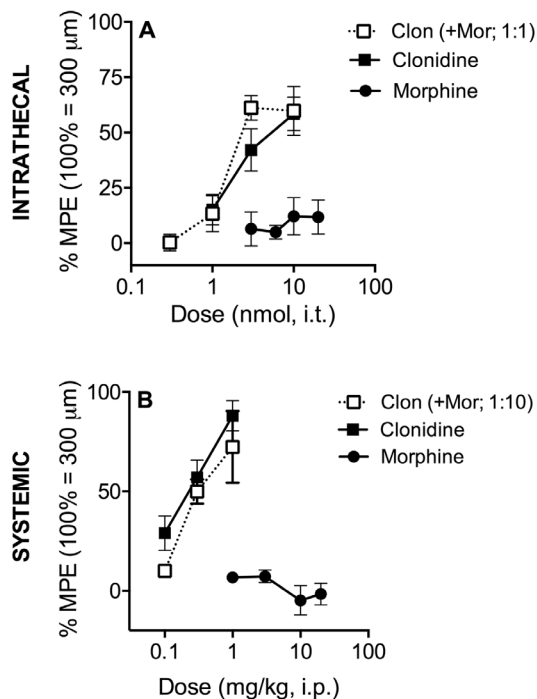 INTRATHECAL
A
% MPE (100% = 300 μm)
100
75
50
25
0
0.1 1 10 100
Dose (nmol, i.t.)
Clon (+Mor; 1:1)
Clonidine
Morphine
SYSTEMIC
B
% MPE (100% = 300 μm)
100
50
0
0.1 1 10 100
Dose (mg/kg, i.p.)
Clon (+Mor; 1:10)
Clonidine
Morphine